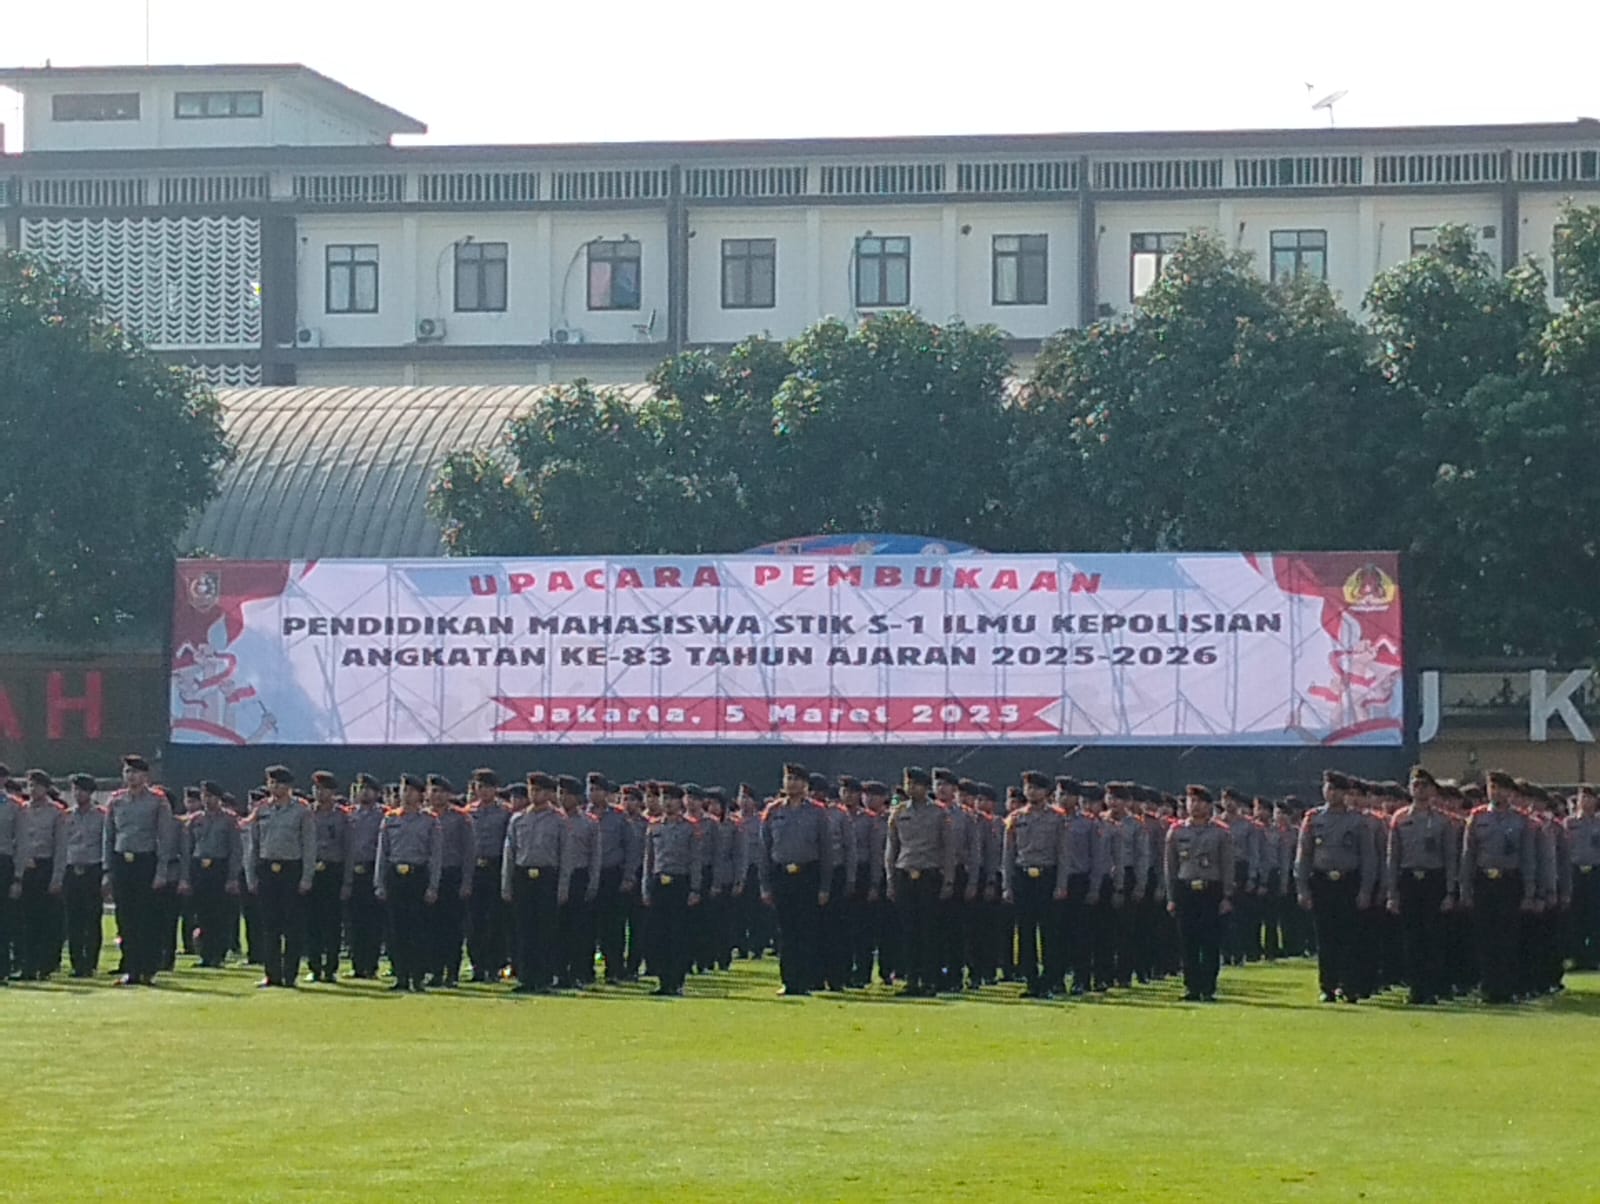 UPACARA PEMBUKAAN
PENDIDIKAN MAHASISWA STIK S-1 ILMU KEPOLISIAN
ANGKATAN KE-83 TAHUN AJARAN 2025-2026
Jakarta, 5 Maret 2025
AH
J K